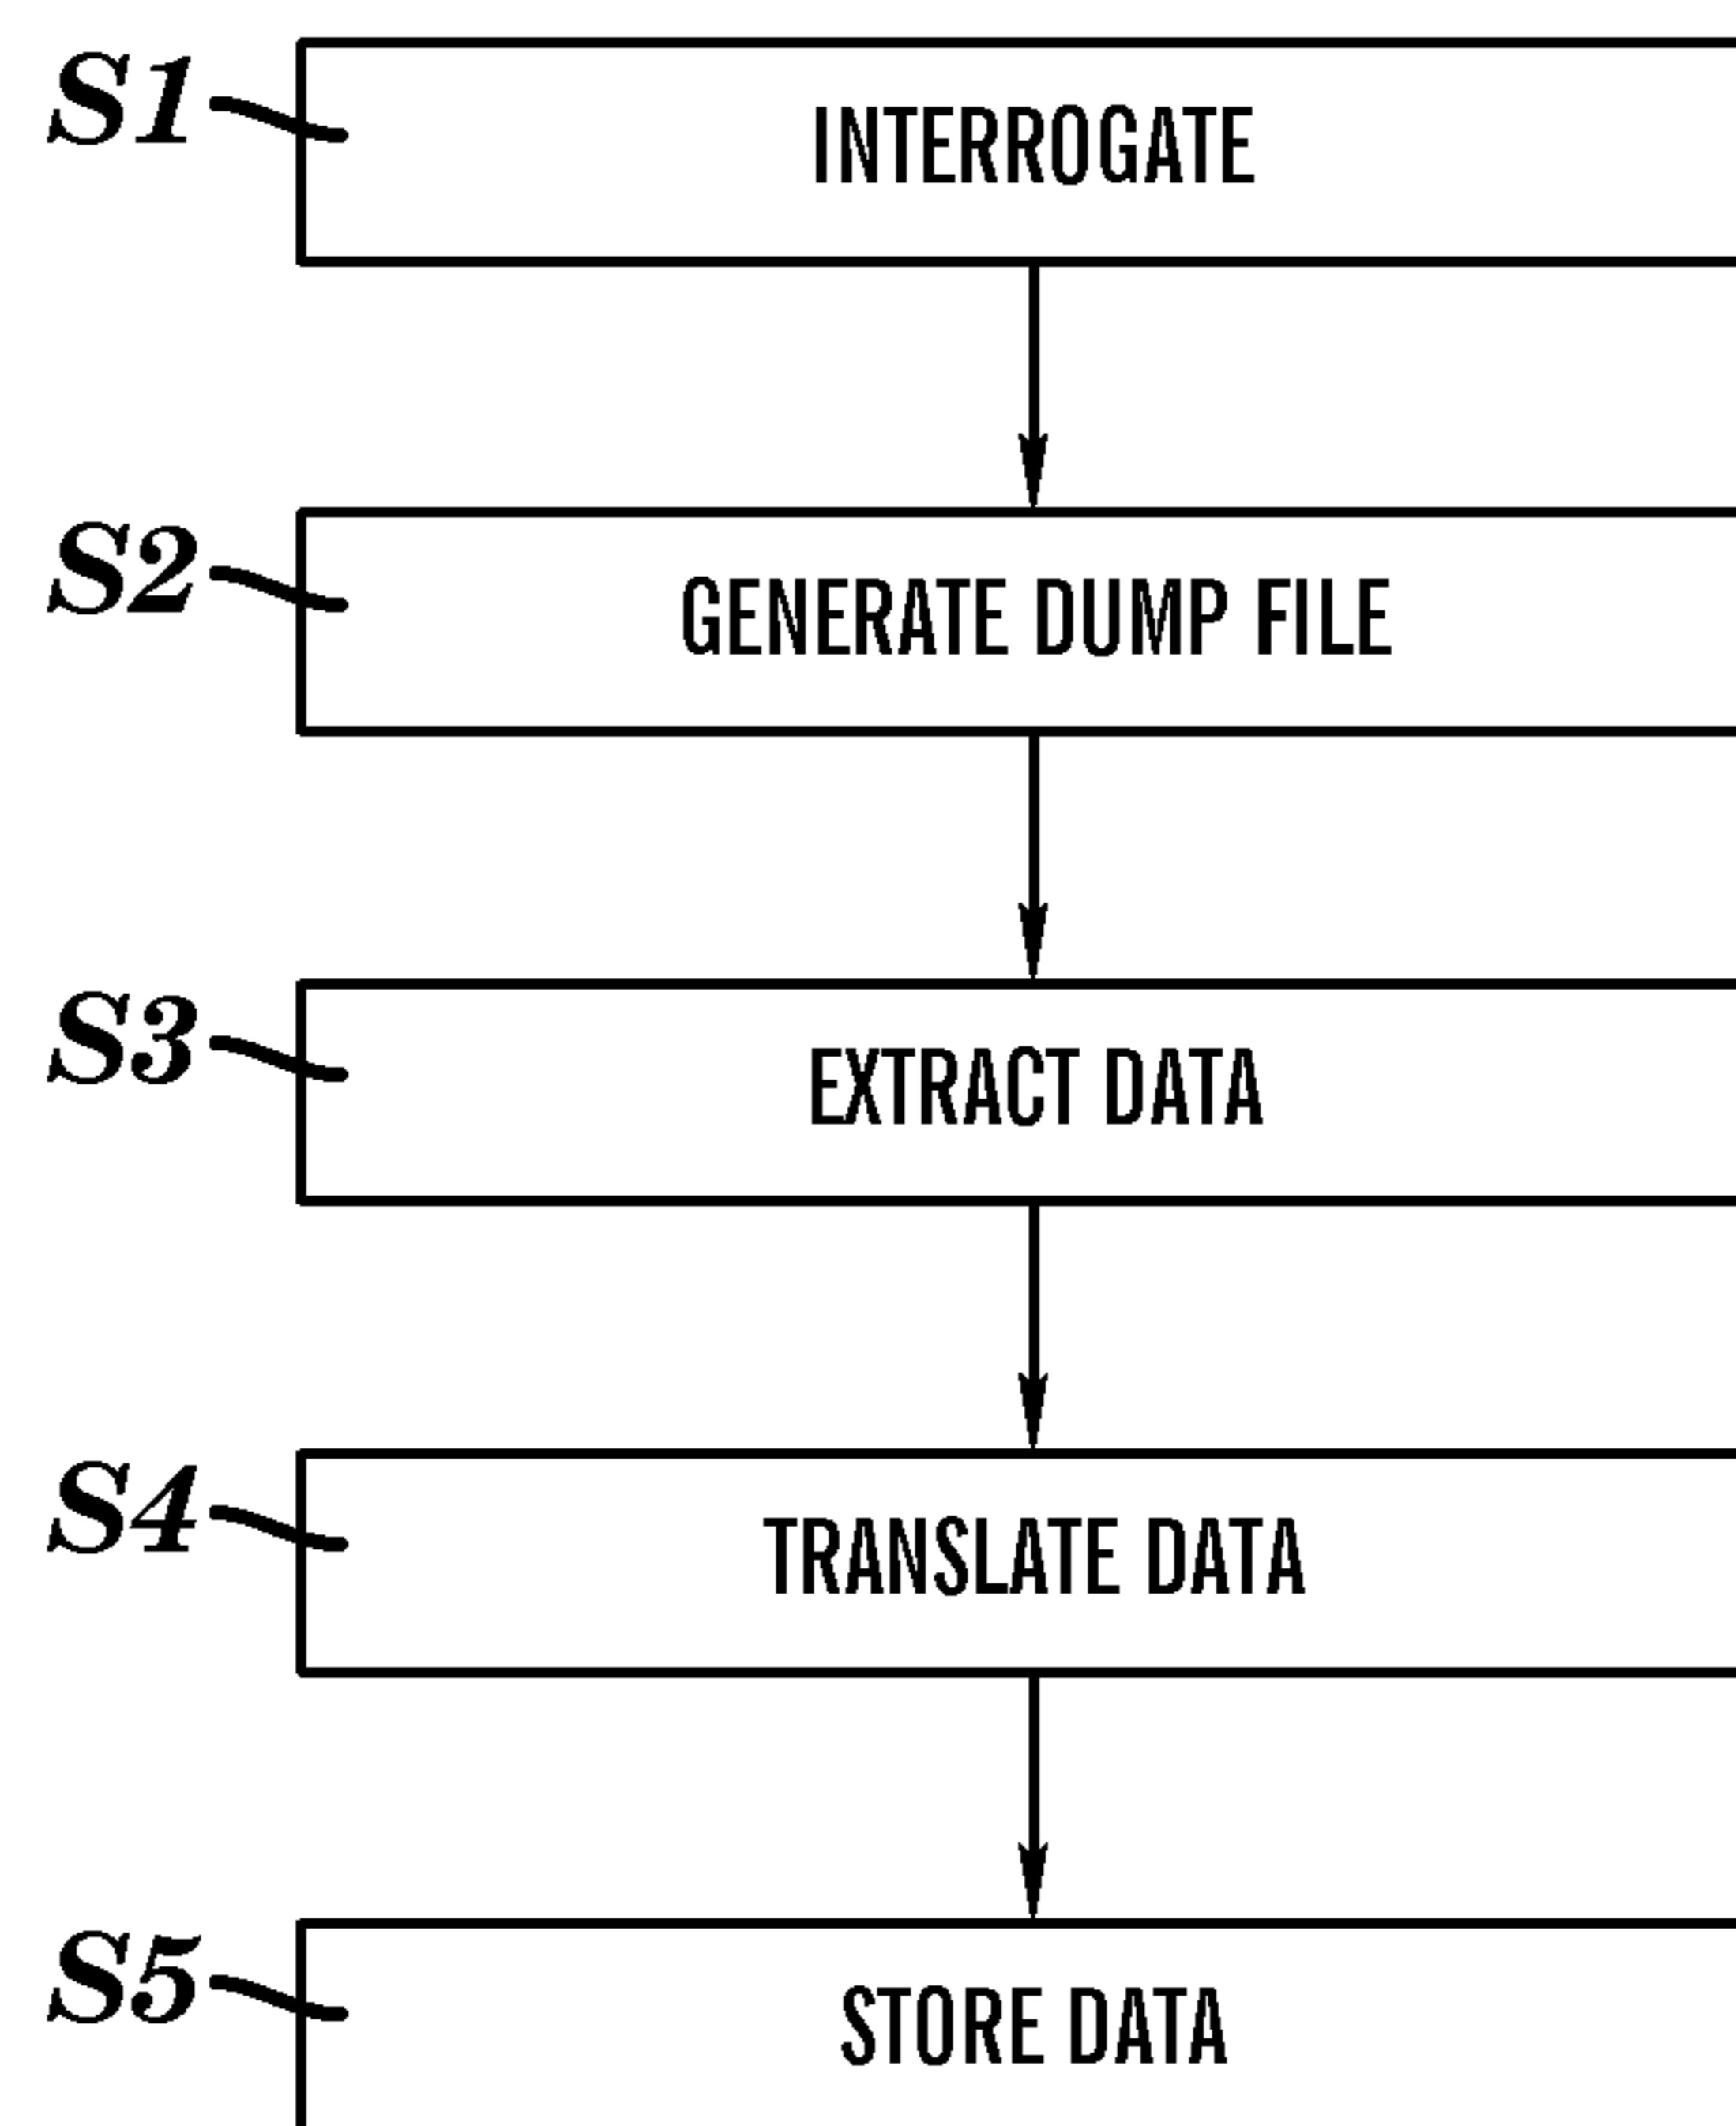 S1 INTERROGATE
S2 GENERATE DUMP FILE
S3 EXTRACT DATA
S4 TRANSLATE DATA
S5 STORE DATA